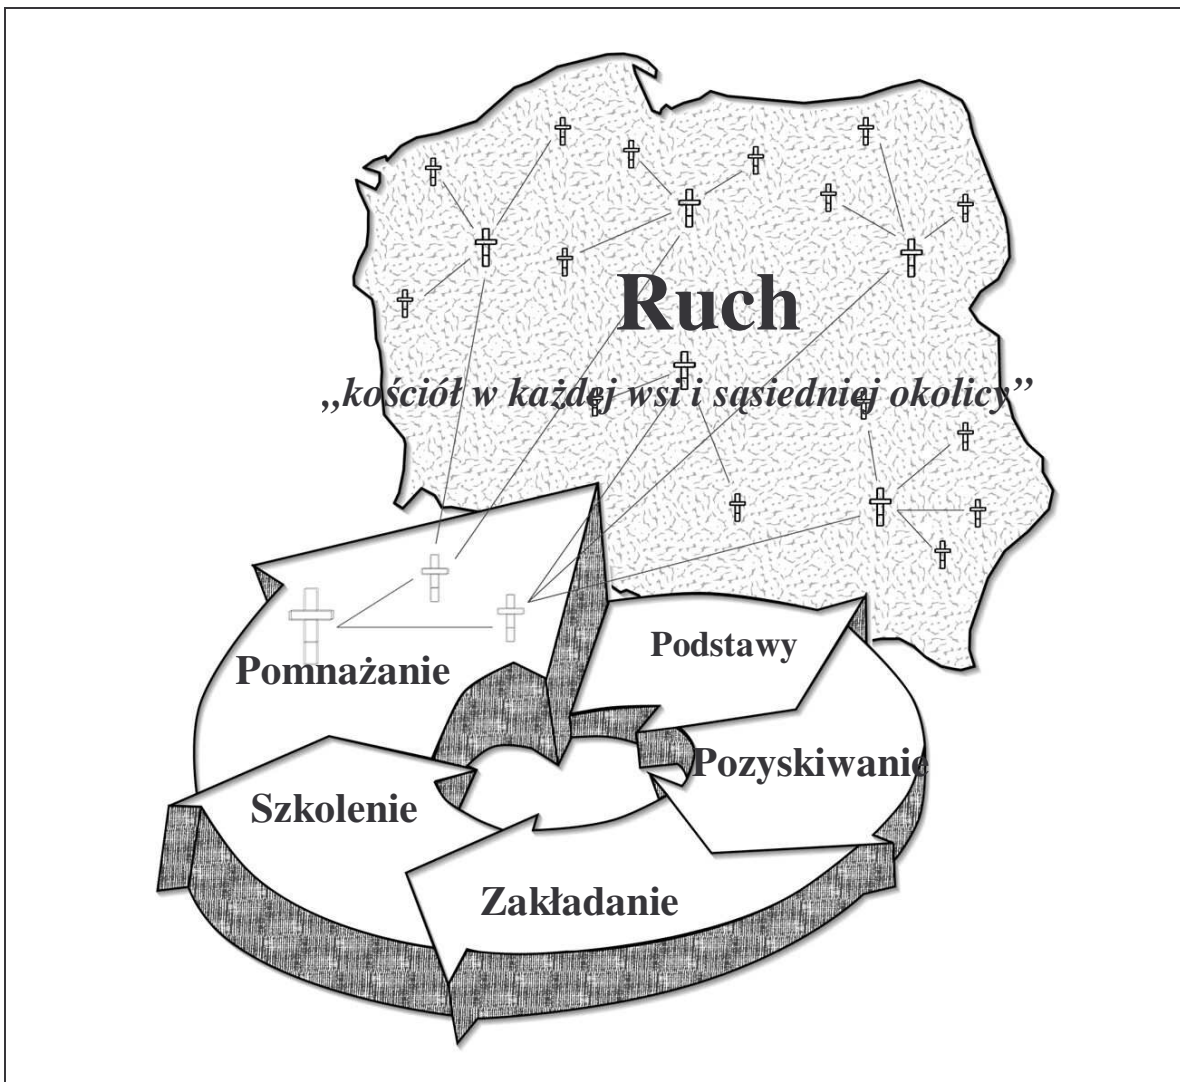 Ruch
„kościół w każdej wsi i sąsiedniej okolicy”
Podstawy
Pomnażanie
Pozyskiwanie
Szkolenie
Zakładanie